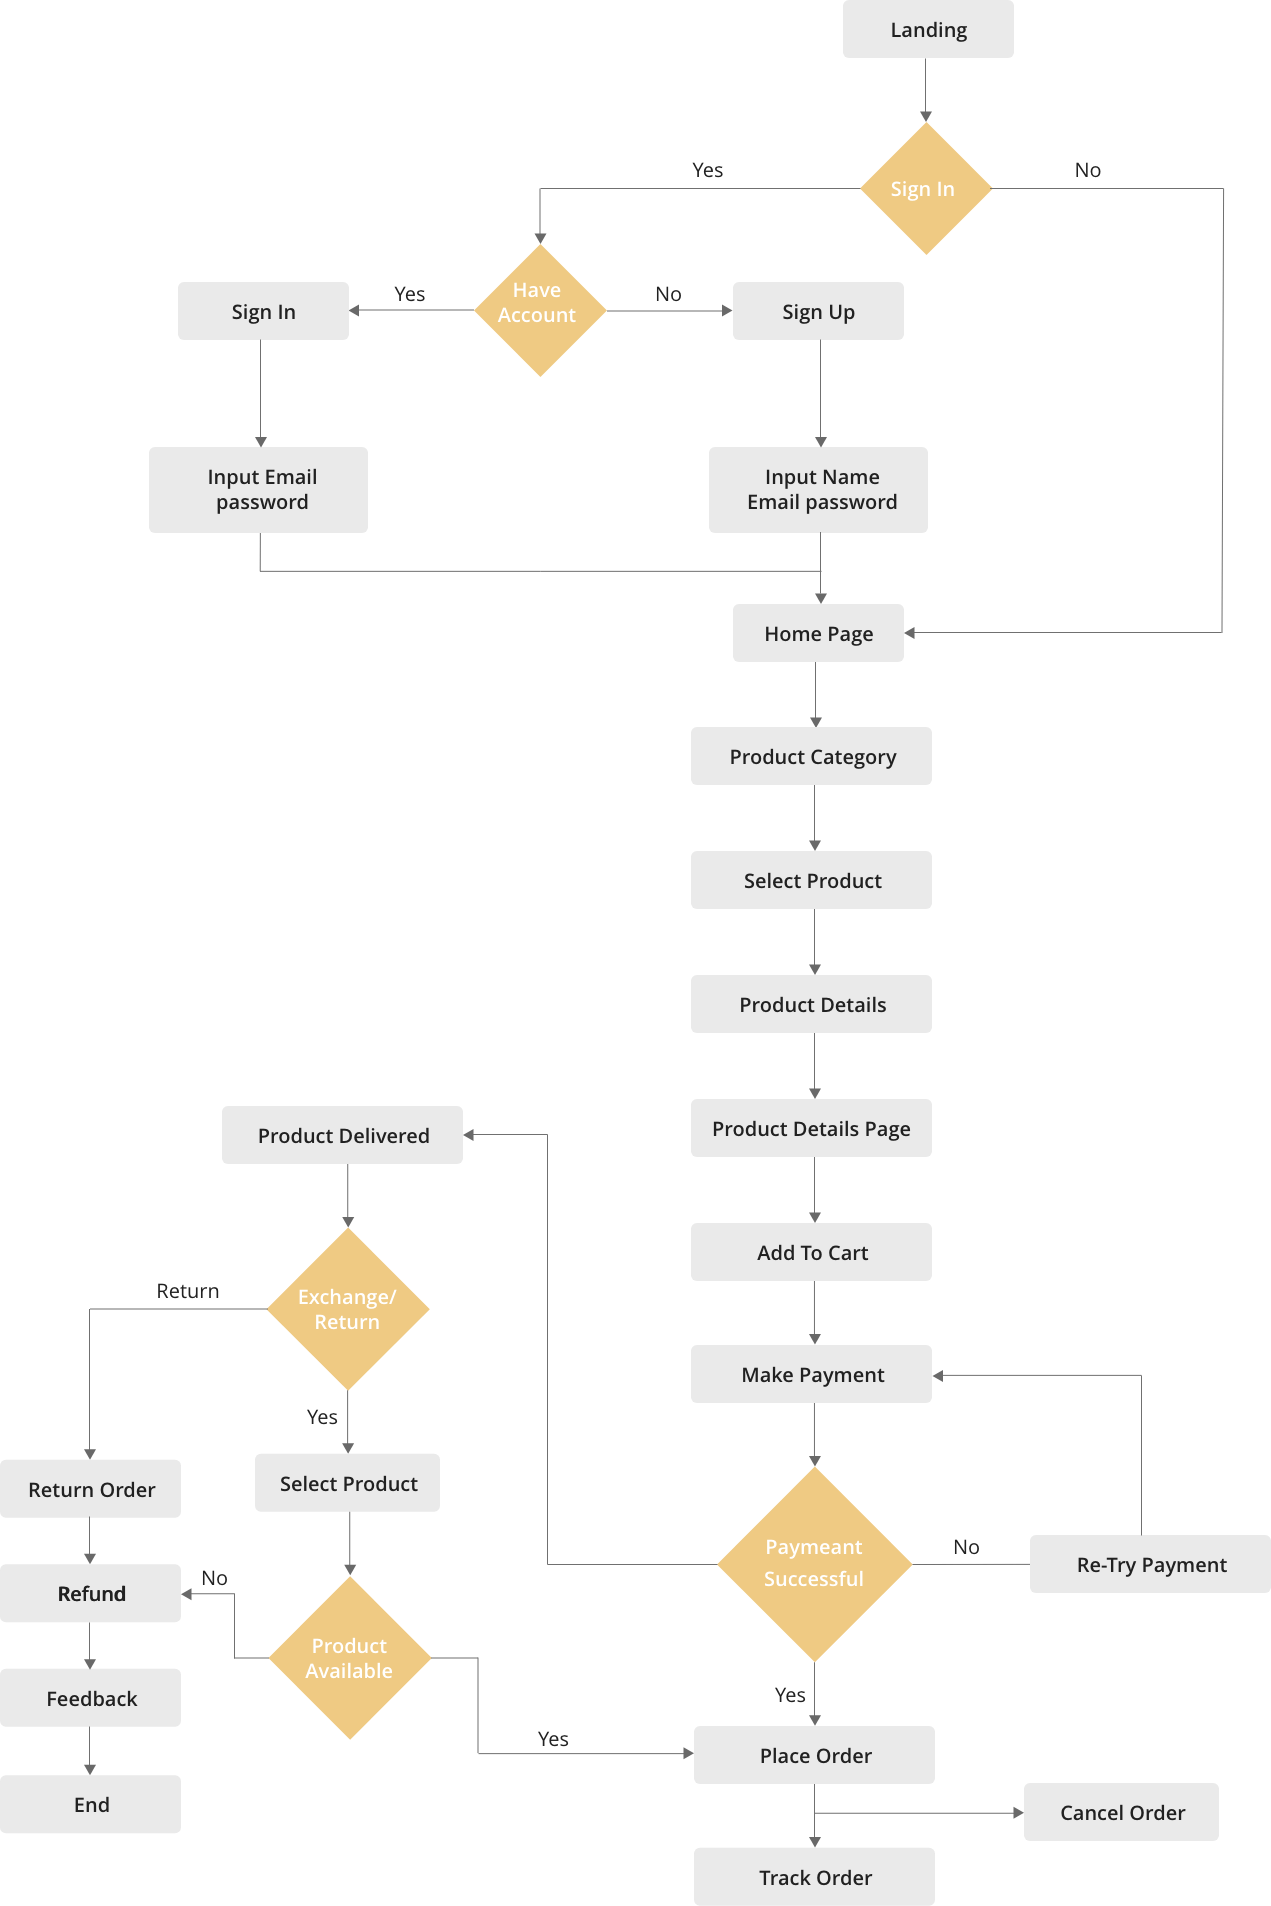 Landing
Yes
No
Sign In
Have
Account
Yes
No
Sign In
Sign Up
Input Email
password
Input Name
Email password
Home Page
Product Category
Select Product
Product Details
Product Details Page
Product Delivered
Add To Cart
Return
Exchange/
Return
Make Payment
Yes
Return Order
Select Product
Paymeant
Successful
No
Re-Try Payment
No
Refund
Product
Available
Yes
Feedback
Yes
Place Order
End
Cancel Order
Track Order